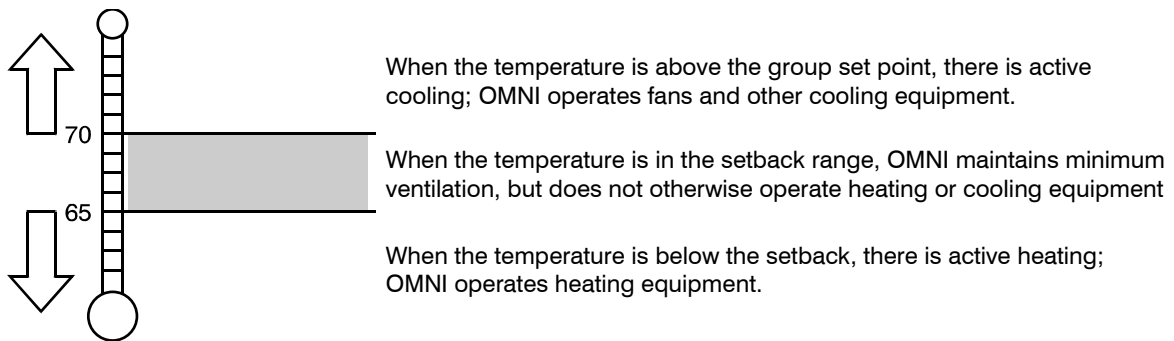 When the temperature is above the group set point, there is active
cooling; OMNI operates fans and other cooling equipment.
70
When the temperature is in the setback range, OMNI maintains minimum
ventilation, but does not otherwise operate heating or cooling equipment
65
When the temperature is below the setback, there is active heating;
OMNI operates heating equipment.